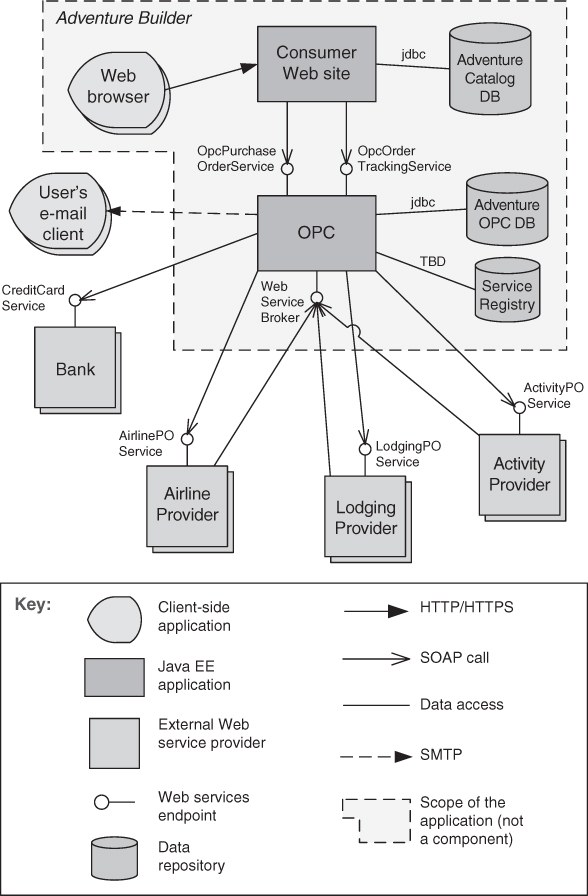 Adventure Builder
Web
browser
Consumer
Web site
jdbc
Adventure
Catalog
DB
OpcPurchase
OrderService
OpcOrder
TrackingService
User's
e-mail
client
OPC
jdbc
Adventure
OPC DB
TBD
Service
Registry
CreditCard
Service
Web
Service
Broker
Bank
ActivityPO
Service
AirlinePO
Service
LodgingPO
Service
Airline
Provider
Lodging
Provider
Activity
Provider
Key:
Client-side
application
Java EE
application
External Web
service provider
Web services
endpoint
Data
repository
HTTP/HTTPS
SOAP call
Data access
SMTP
Scope of the
application (not
a component)